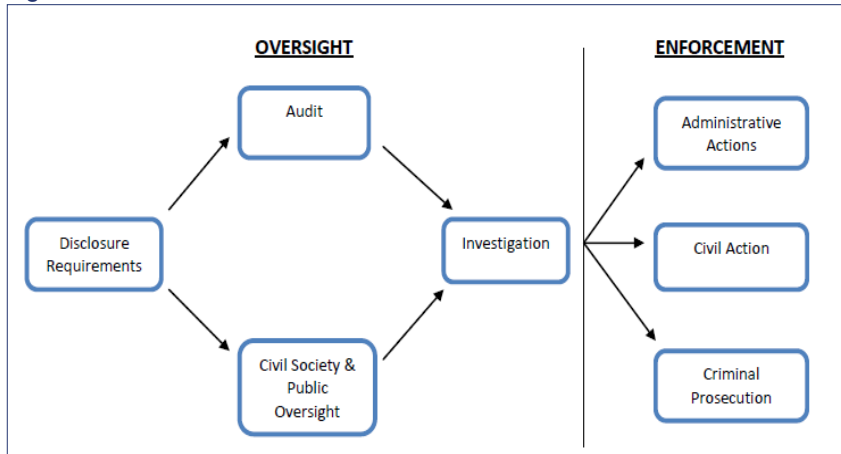 OVERSIGHT
ENFORCEMENT
Audit
Administrative
Actions
Disclosure
Requirements
Investigation
Civil Action
Civil Society &
Public
Oversight
Criminal
Prosecution